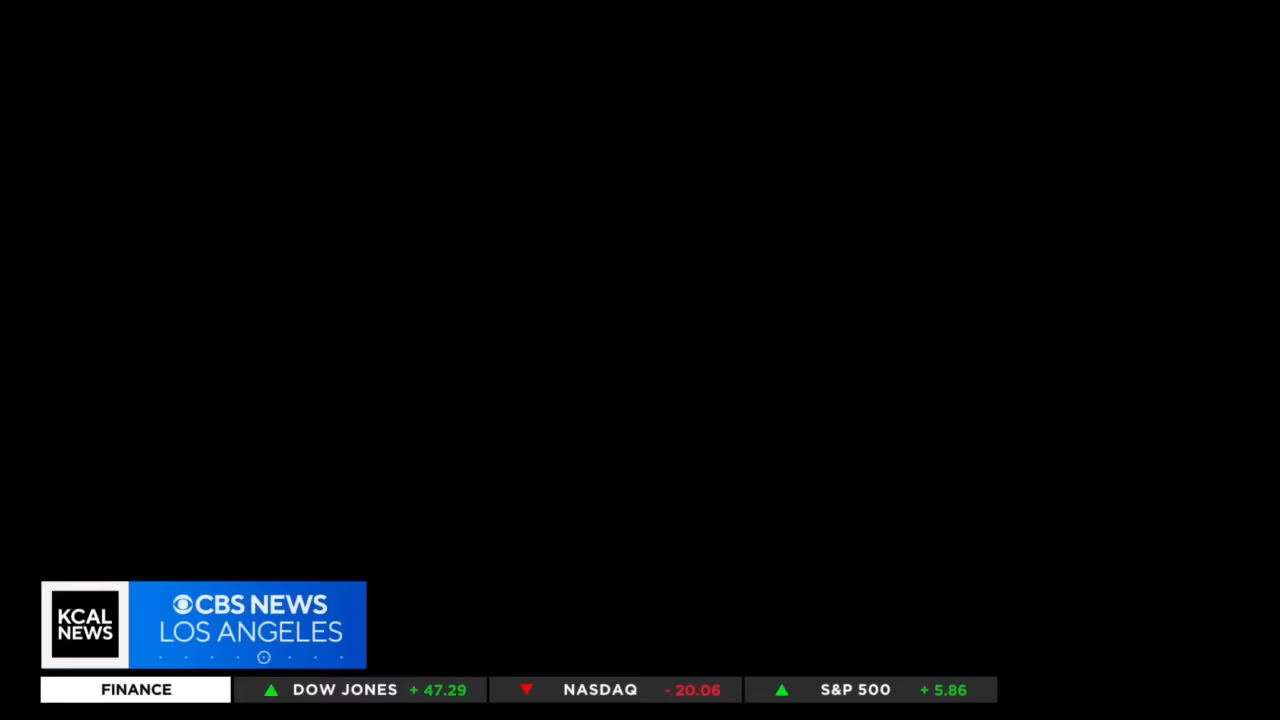 KCAL
NEWS
CBS NEWS
LOS ANGELES
FINANCE
DOW JONES + 47.29
NASDAQ - 20.06
S&P 500 + 5.86